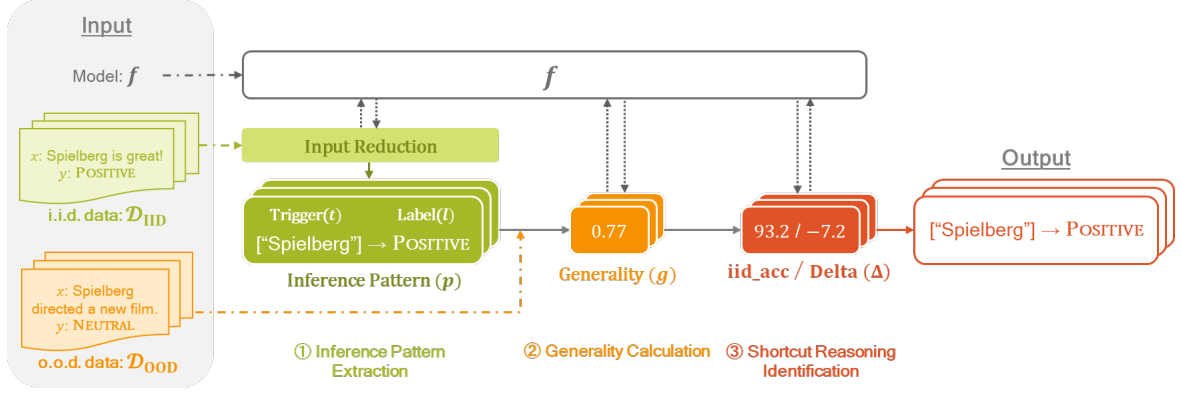 Input
Model: f
x: Spielberg is great!
y: POSITIVE
i.i.d. data: 𝒟IID
x: Spielberg
directed a new film.
y: NEUTRAL
o.o.d. data: 𝒟OOD
f
Input Reduction
Trigger(t) Label(l)
[“Spielberg”] → POSITIVE
Inference Pattern (p)
0.77
Generality (g)
93.2 / −7.2
iid_acc / Delta (Δ)
Output
[“Spielberg”] → POSITIVE
① Inference Pattern
Extraction
② Generality Calculation
③ Shortcut Reasoning
Identification